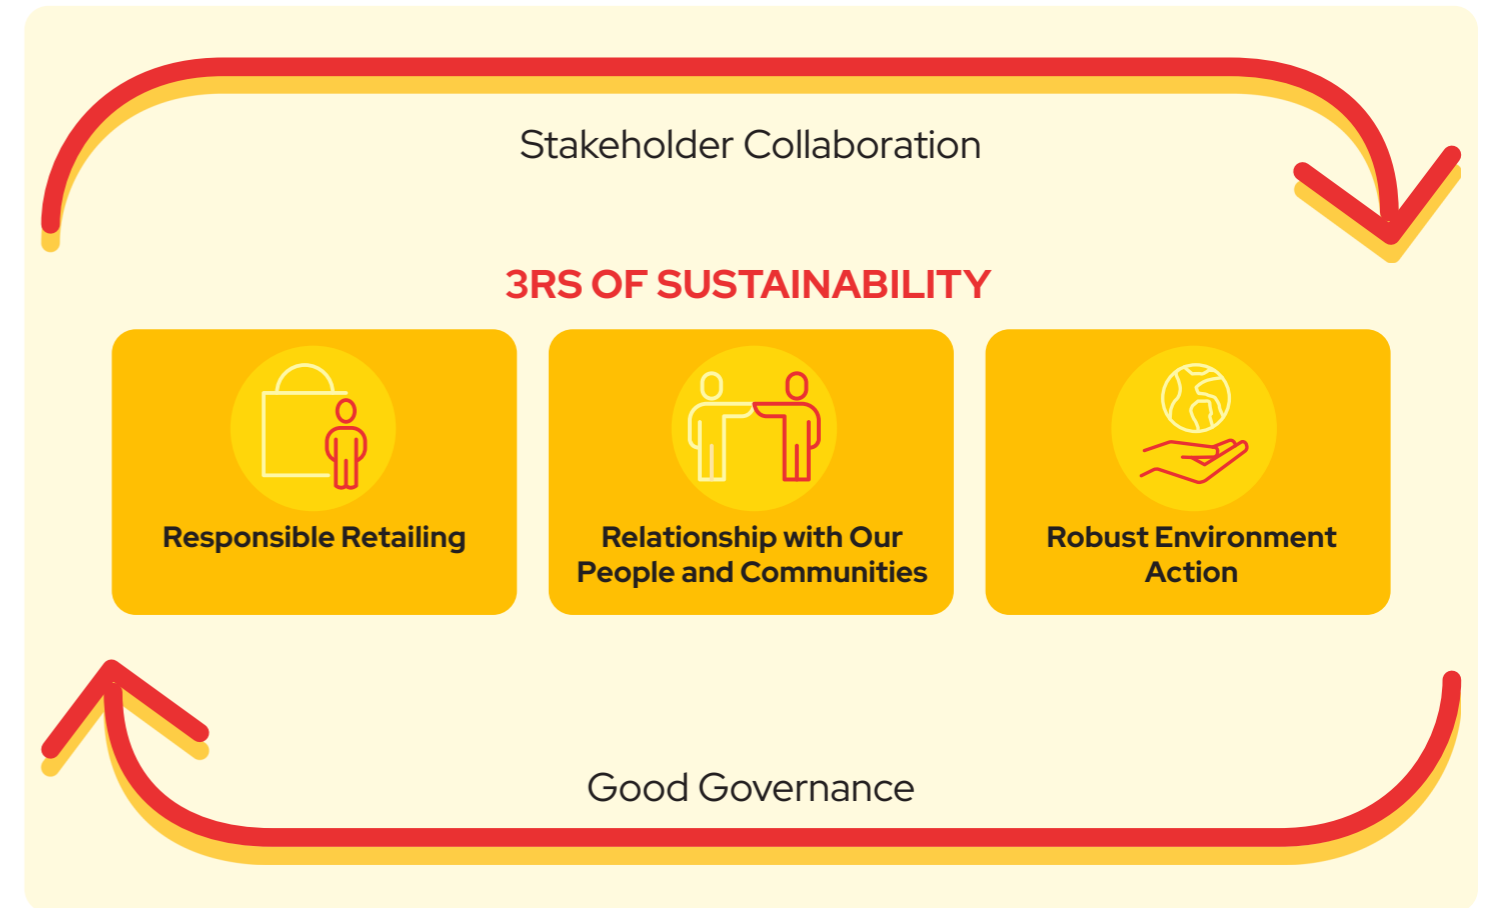 Stakeholder Collaboration
3RS OF SUSTAINABILITY
Responsible Retailing
Relationship with Our
People and Communities
Robust Environment
Action
Good Governance